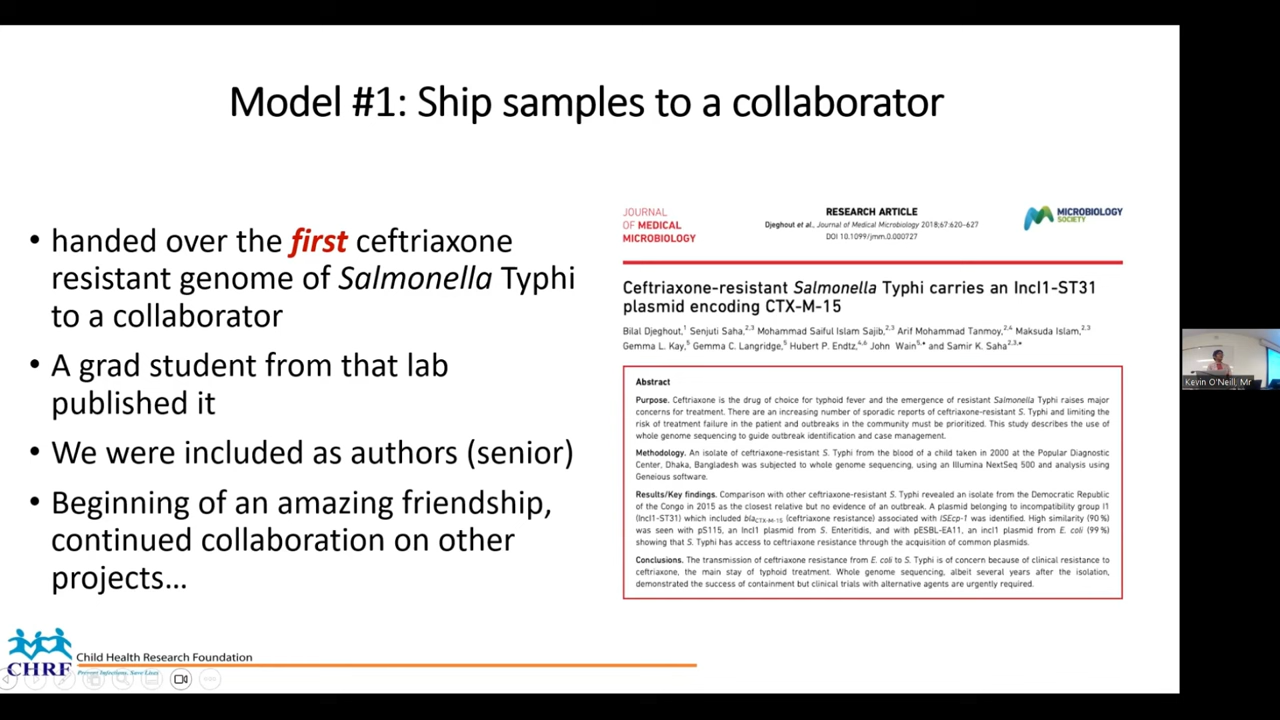 Model #1: Ship samples to a collaborator
• handed over the first ceftriaxone
resistant genome of Salmonella Typhi
to a collaborator
• A grad student from that lab
published it
• We were included as authors (senior)
• Beginning of an amazing friendship,
continued collaboration on other
projects…
JOURNAL
OF MEDICAL
MICROBIOLOGY
RESEARCH ARTICLE
Djeghout et al., Journal of Medical Microbiology 2018;67:620–627
DOI 10.1099/jmm.0.000727
MICROBIOLOGY
SOCIETY
Ceftriaxone-resistant Salmonella Typhi carries an IncI1-ST31
plasmid encoding CTX-M-15
Bilal Djeghout,1 Senjuti Saha,2,3 Mohammad Saiful Islam Sajib,2,3 Arif Mohammad Tanmoy,2,4 Maksuda Islam,2,3
Gemma L. Kay,5 Gemma C. Langridge,5 Hubert P. Endtz,4,6 John Wain5,* and Samir K. Saha2,3,*
Abstract
Purpose. Ceftriaxone is the drug of choice for typhoid fever and the emergence of resistant Salmonella Typhi raises major
concerns for treatment. There are an increasing number of sporadic reports of ceftriaxone-resistant S. Typhi and limiting the
risk of treatment failure in the patient and outbreaks in the community must be prioritized. This study describes the use of
whole genome sequencing to guide outbreak identification and case management.
Methodology. An isolate of ceftriaxone-resistant S. Typhi from the blood of a child taken in 2000 at the Popular Diagnostic
Center, Dhaka, Bangladesh was subjected to whole genome sequencing, using an Illumina NextSeq 500 and analysis using
Geneious software.
Results/Key findings. Comparison with other ceftriaxone-resistant S. Typhi revealed an isolate from the Democratic Republic
of the Congo in 2015 as the closest relative but no evidence of an outbreak. A plasmid belonging to incompatibility group I1
(IncI1-ST31) which included blaCTX-M-15 (ceftriaxone resistance) associated with ISEcp-1 was identified. High similarity (90 %)
was seen with pS115, an IncI1 plasmid from S. Enteritidis, and with pESBL-EA11, an incI1 plasmid from E. coli (99 %)
showing that S. Typhi has access to ceftriaxone resistance through the acquisition of common plasmids.
Conclusions. The transmission of ceftriaxone resistance from E. coli to S. Typhi is of concern because of clinical resistance to
ceftriaxone, the main stay of typhoid treatment. Whole genome sequencing, albeit several years after the isolation,
demonstrated the success of containment but clinical trials with alternative agents are urgently required.
Kevin O'Neill, Mr
CHRF
Child Health Research Foundation
Prevent Infections, Save Lives